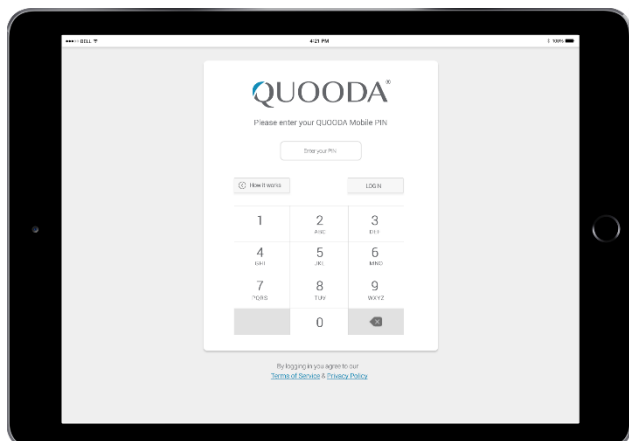 BELL 4:21 PM 100%
QUOODA®
Please enter your QUOODA Mobile PIN
Enter your PIN
How it works LOGIN
1 2 3
ABC DEF
4 5 6
GHI JKL MNO
7 8 9
PQRS TUV WXYZ
0
By logging in you agree to our
Terms of Service & Privacy Policy